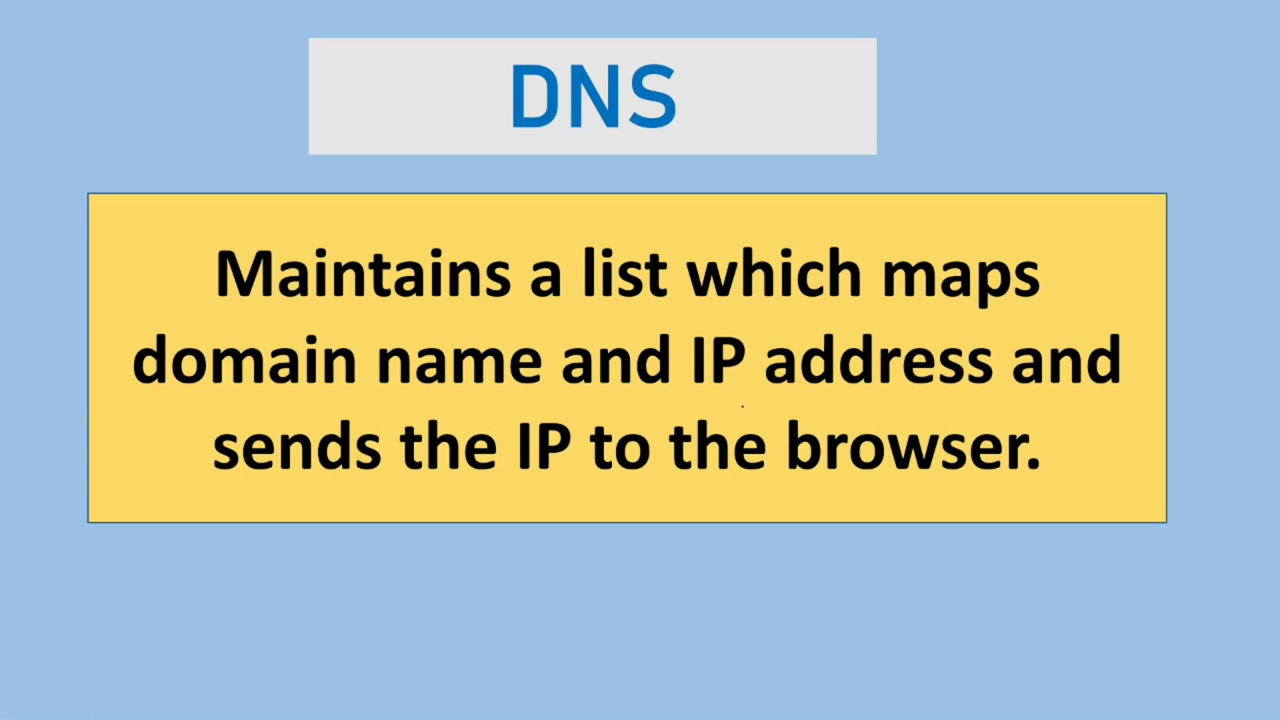 DNS
Maintains a list which maps
domain name and IP address and
sends the IP to the browser.